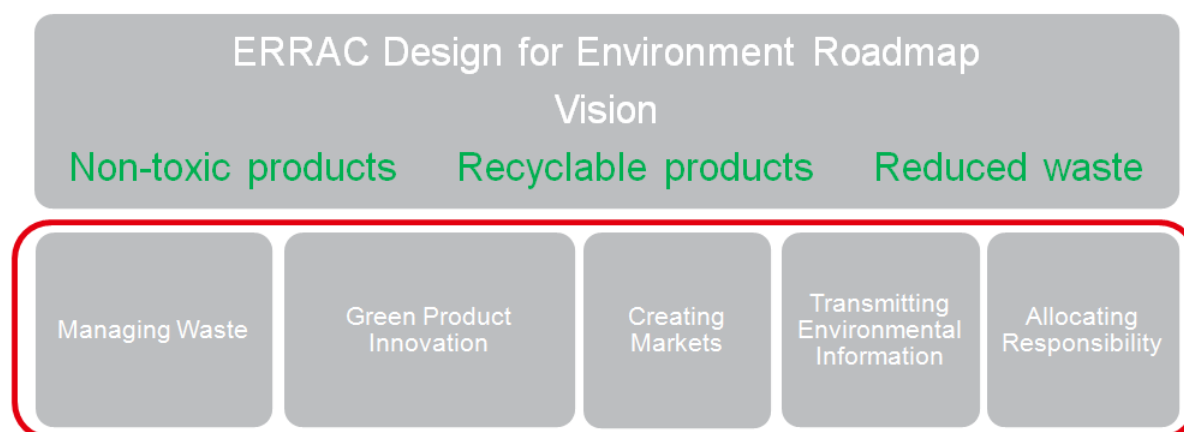 ERRAC Design for Environment Roadmap
Vision
Non-toxic products Recyclable products Reduced waste
Managing Waste
Green Product
Innovation
Creating
Markets
Transmitting
Environmental
Information
Allocating
Responsibility